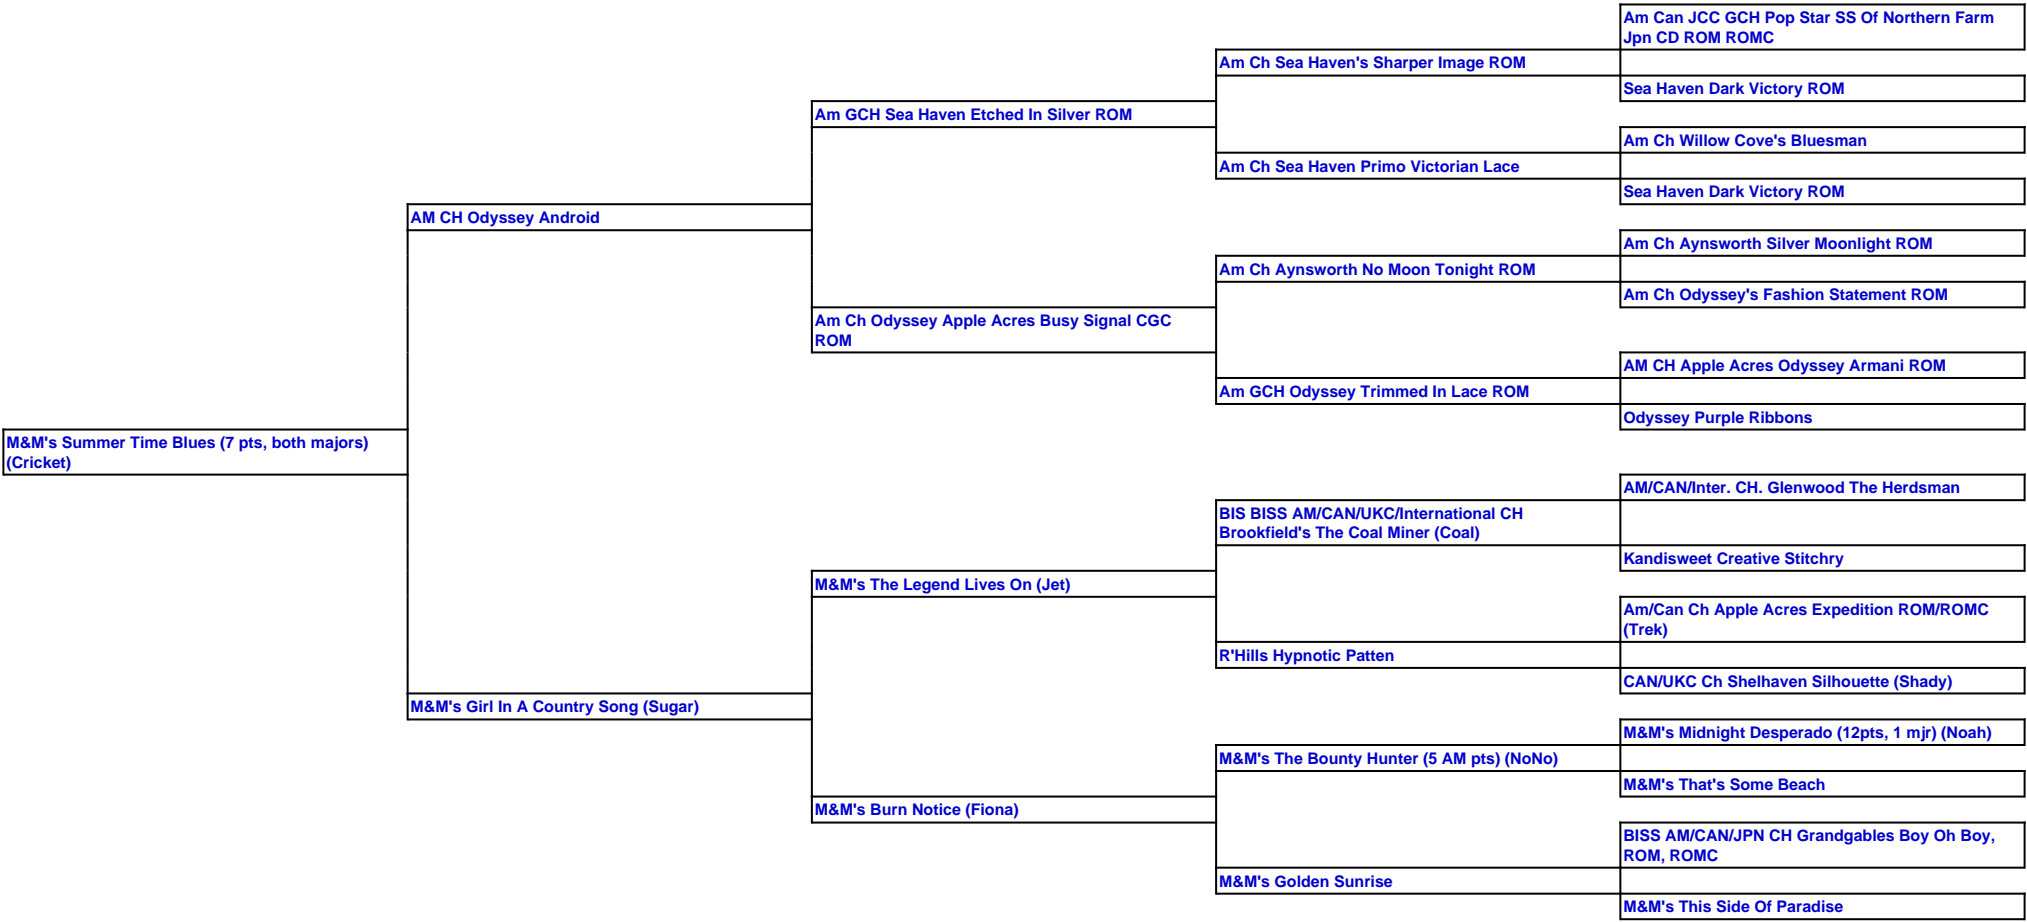 Am Can JCC GCH Pop Star SS Of Northern Farm
Jpn CD ROM ROMC
Am Ch Sea Haven's Sharper Image ROM
Sea Haven Dark Victory ROM
Am GCH Sea Haven Etched In Silver ROM
Am Ch Willow Cove's Bluesman
Am Ch Sea Haven Primo Victorian Lace
Sea Haven Dark Victory ROM
AM CH Odyssey Android
Am Ch Aynsworth Silver Moonlight ROM
Am Ch Aynsworth No Moon Tonight ROM
Am Ch Odyssey's Fashion Statement ROM
Am Ch Odyssey Apple Acres Busy Signal CGC
ROM
AM CH Apple Acres Odyssey Armani ROM
Am GCH Odyssey Trimmed In Lace ROM
Odyssey Purple Ribbons
M&M's Summer Time Blues (7 pts, both majors)
(Cricket)
AM/CAN/Inter. CH. Glenwood The Herdsman
BIS BISS AM/CAN/UKC/International CH
Brookfield's The Coal Miner (Coal)
Kandisweet Creative Stitchry
M&M's The Legend Lives On (Jet)
Am/Can Ch Apple Acres Expedition ROM/ROMC
(Trek)
R'Hills Hypnotic Patten
CAN/UKC Ch Shelhaven Silhouette (Shady)
M&M's Girl In A Country Song (Sugar)
M&M's Midnight Desperado (12pts, 1 mjr) (Noah)
M&M's The Bounty Hunter (5 AM pts) (NoNo)
M&M's That's Some Beach
M&M's Burn Notice (Fiona)
BISS AM/CAN/JPN CH Grandgables Boy Oh Boy,
ROM, ROMC
M&M's Golden Sunrise
M&M's This Side Of Paradise